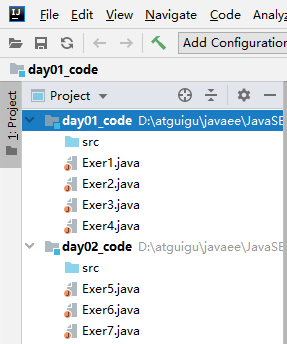 IJ File Edit View Navigate Code Analyz
Add Configuration
day01_code
1: Project
Project
day01_code D:\atguigu\javaee\JavaSE
src
Exer1.java
Exer2.java
Exer3.java
Exer4.java
day02_code D:\atguigu\javaee\JavaSE
src
Exer5.java
Exer6.java
Exer7.java